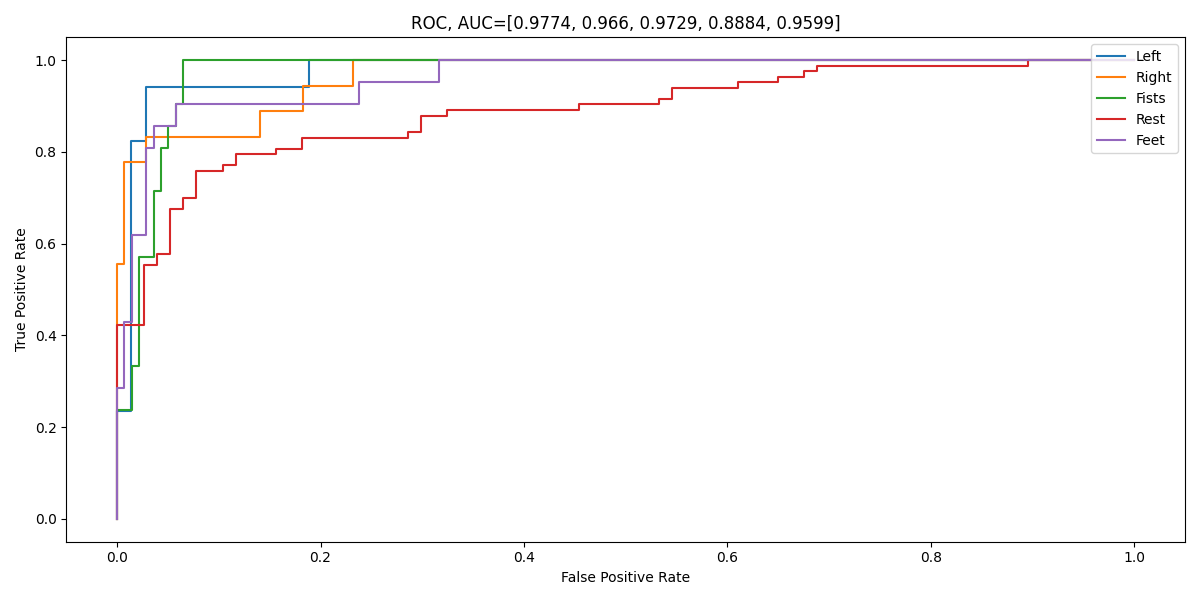 ROC, AUC=[0.9774, 0.966, 0.9729, 0.8884, 0.9599]
1.0
0.8
0.6
0.4
0.2
0.0
True Positive Rate
Left
Right
Fists
Rest
Feet
0.0 0.2 0.4 0.6 0.8 1.0
False Positive Rate